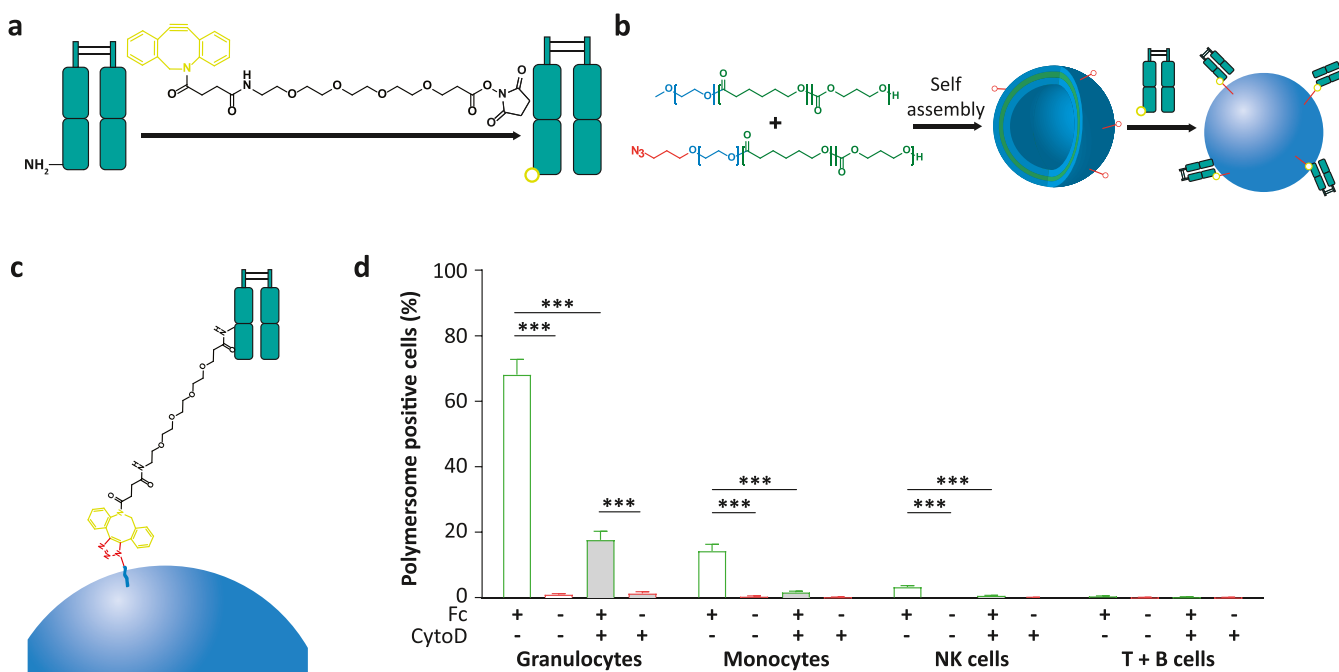 a
O
N
O
H
N
O
O
O
O
O
O
N
O
O
NH2
b
O
O
O
O
O
O
H
+
N3
O
O
O
O
O
O
H
Self
assembly
c
H
N
O
O
O
O
O
H
N
O
O
N
N
N
N
d
Polymersome positive cells (%)
100
80
60
40
20
0
***
***
***
***
***
***
***
Fc + - + - + - + - + - + - + - + -
CytoD - - + + - - + + - - + + - - + +
Granulocytes Monocytes NK cells T + B cells